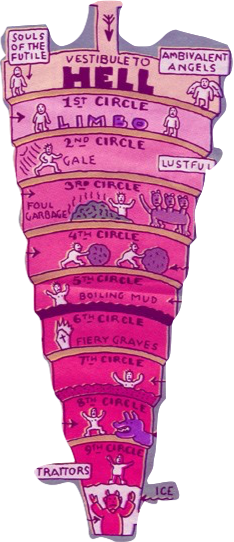 SOULS
OF THE
FUTILE
AMBIVALENT
ANGELS
VESTIBULE TO
HELL
1ST CIRCLE
LIMBO
2ND CIRCLE
GALE
LUSTFUL
3RD CIRCLE
FOUL
GARBAGE
4TH CIRCLE
5TH CIRCLE
BOILING MUD
6TH CIRCLE
FIERY GRAVES
7TH CIRCLE
8TH CIRCLE
9TH CIRCLE
TRAITORS
ICE